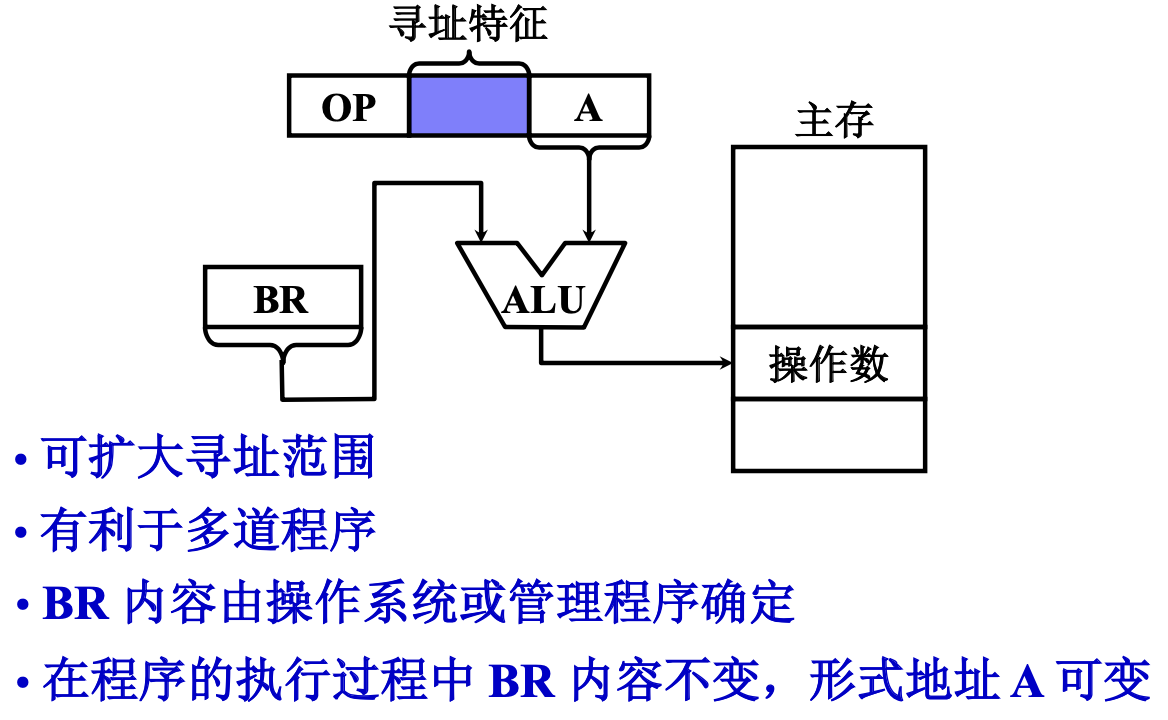 寻址特征
OP
A
主存
BR
ALU
操作数
• 可扩大寻址范围
• 有利于多道程序
• BR 内容由操作系统或管理程序确定
• 在程序的执行过程中 BR 内容不变，形式地址 A 可变